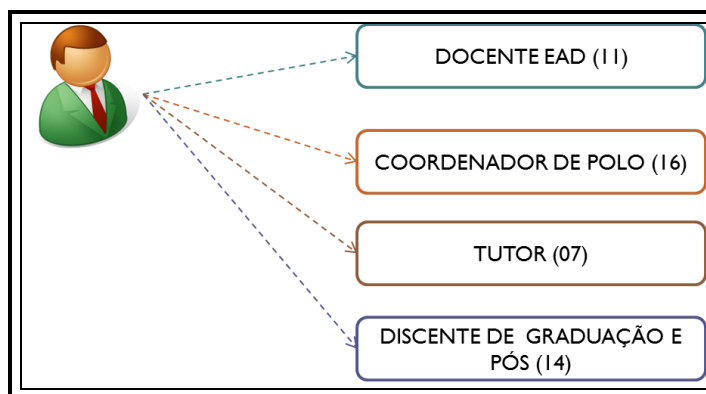 DOCENTE EAD (11)
COORDENADOR DE POLO (16)
TUTOR (07)
DISCENTE DE GRADUAÇÃO E
PÓS (14)